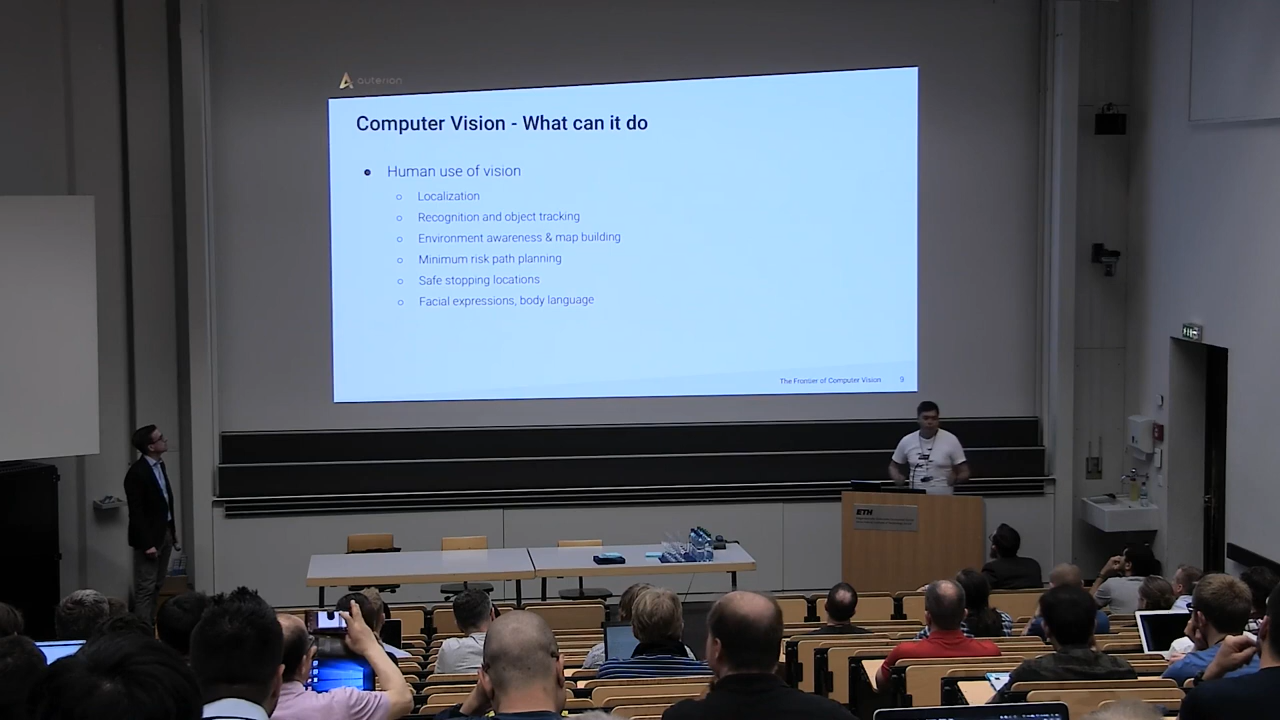 auterion
Computer Vision - What can it do
Human use of vision
Localization
Recognition and object tracking
Environment awareness & map building
Minimum risk path planning
Safe stopping locations
Facial expressions, body language
The Frontier of Computer Vision 9
ETH